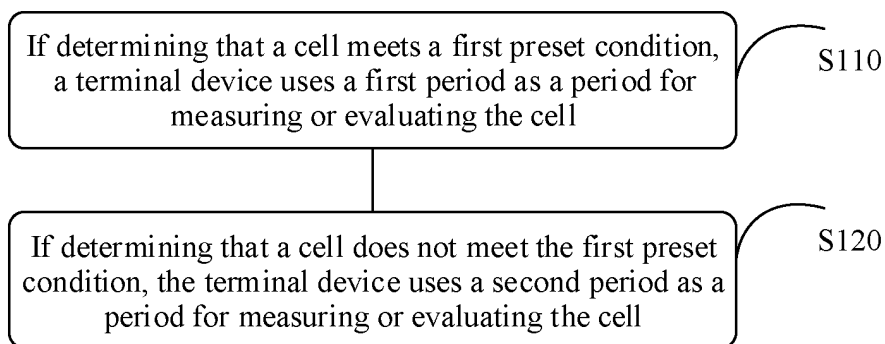 If determining that a cell meets a first preset condition,
a terminal device uses a first period as a period for
measuring or evaluating the cell
S110
If determining that a cell does not meet the first preset
condition, the terminal device uses a second period as a
period for measuring or evaluating the cell
S120